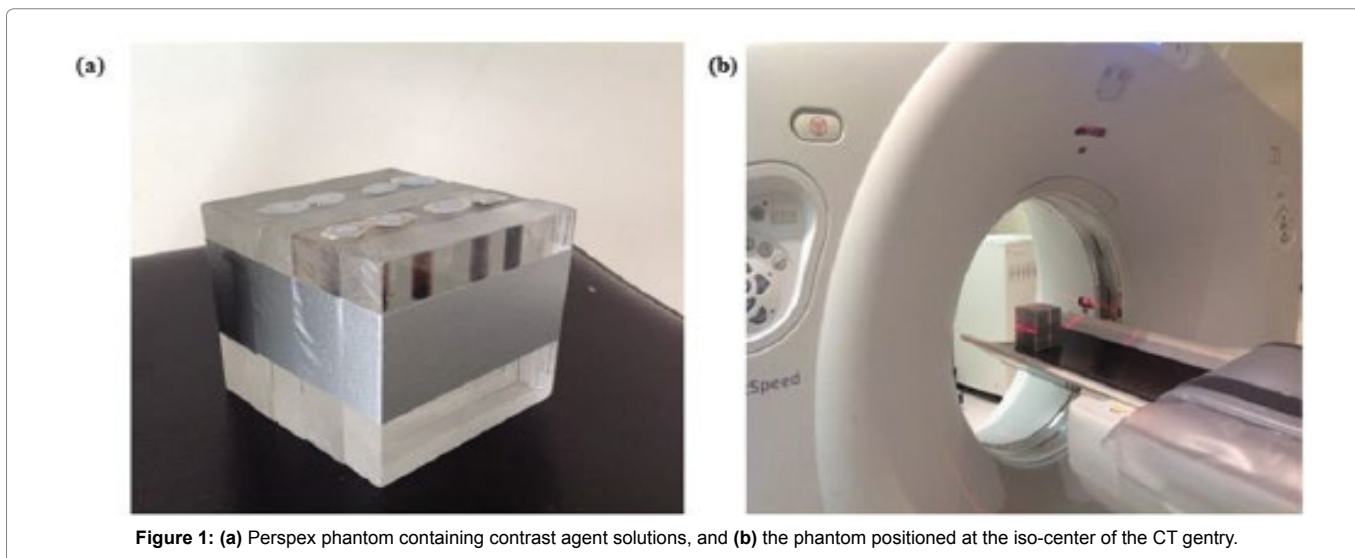 (a)
(b)
Speed
Figure 1: (a) Perspex phantom containing contrast agent solutions, and (b) the phantom positioned at the iso-center of the CT gentry.